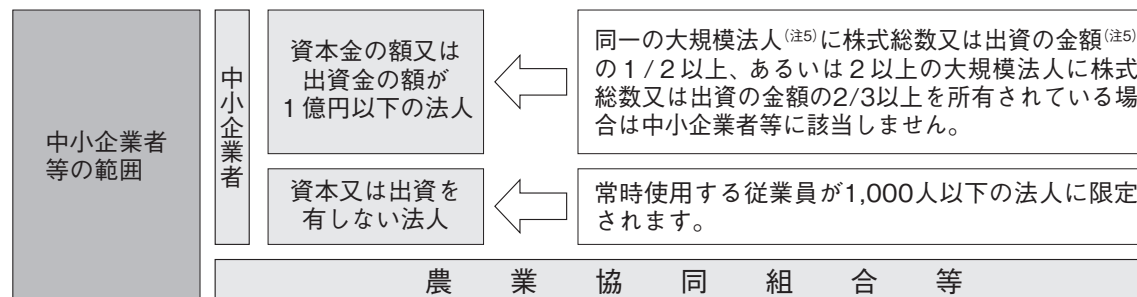 中小企業者
等の範囲
中小企業者
資本金の額又は
出資金の額が
1億円以下の法人
同一の大規模法人(注5)に株式総数又は出資の金額(注5)
の1/2以上、あるいは2以上の大規模法人に株式
総数又は出資の金額の2/3以上を所有されている場
合は中小企業者等に該当しません。
資本又は出資を
有しない法人
常時使用する従業員が1,000人以下の法人に限定
されます。
農業協同組合等